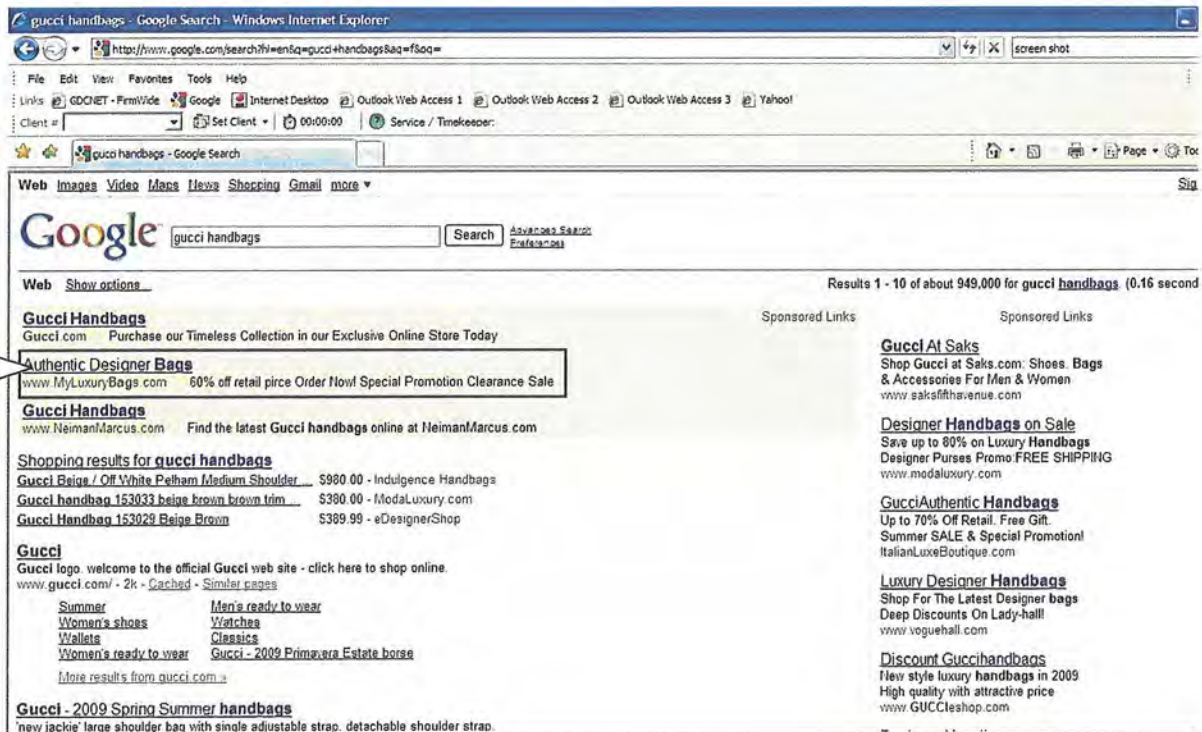 gucci handbags - Google Search - Windows Internet Explorer
http://www.google.com/search?hl=en&q=gucci+handbags&aq=f&oq=
screen shot
File Edit View Favorites Tools Help
Links GDCNET - FirmWide Google Internet Desktop Outlook Web Access 1 Outlook Web Access 2 Outlook Web Access 3 Yahoo!
Client # Set Client 00:00:00 Service / Timekeeper:
gucci handbags - Google Search
Page
Web Images Video Maps News Shopping Gmail more
Google gucci handbags Search Advanced Search
Preferences
Web Show options...
Results 1 - 10 of about 949,000 for gucci handbags. (0.16 second
Gucci Handbags
Gucci.com Purchase our Timeless Collection in our Exclusive Online Store Today
Sponsored Links
Authentic Designer Bags
www.MyLuxuryBags.com 60% off retail pirce Order Now! Special Promotion Clearance Sale
Gucci Handbags
www.NeimanMarcus.com Find the latest Gucci handbags online at NeimanMarcus.com
Shopping results for gucci handbags
Gucci Beige / Off White Pelham Medium Shoulder ... $980.00 - Indulgence Handbags
Gucci handbag 153033 beige brown brown trim ... $380.00 - ModaLuxury.com
Gucci Handbag 153029 Beige Brown $389.99 - eDesignerShop
Gucci
Gucci logo. welcome to the official Gucci web site - click here to shop online.
www.gucci.com/ - 2k - Cached - Similar pages
Summer Men's ready to wear
Women's shoes Watches
Wallets Classics
Women's ready to wear Gucci - 2009 Primavera Estate borse
More results from gucci.com »
Gucci - 2009 Spring Summer handbags
'new jackie' large shoulder bag with single adjustable strap, detachable shoulder strap.
Sponsored Links
Gucci At Saks
Shop Gucci at Saks.com: Shoes, Bags
& Accessories For Men & Women
www.saksfifthavenue.com
Designer Handbags on Sale
Save up to 80% on Luxury Handbags
Designer Purses Promo:FREE SHIPPING
www.modaluxury.com
GucciAuthentic Handbags
Up to 70% Off Retail. Free Gift.
Summer SALE & Special Promotion!
ItalianLuxeBoutique.com
Luxury Designer Handbags
Shop For The Latest Designer bags
Deep Discounts On Lady-hall!
www.voguehall.com
Discount Guccihandbags
New style luxury handbags in 2009
High quality with attractive price
www.GUCCIeshop.com